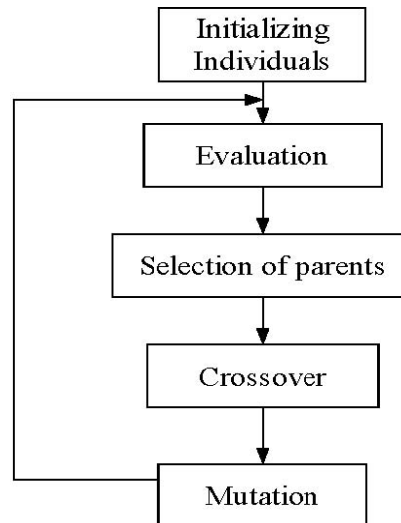 Initializing
Individuals
Evaluation
Selection of parents
Crossover
Mutation